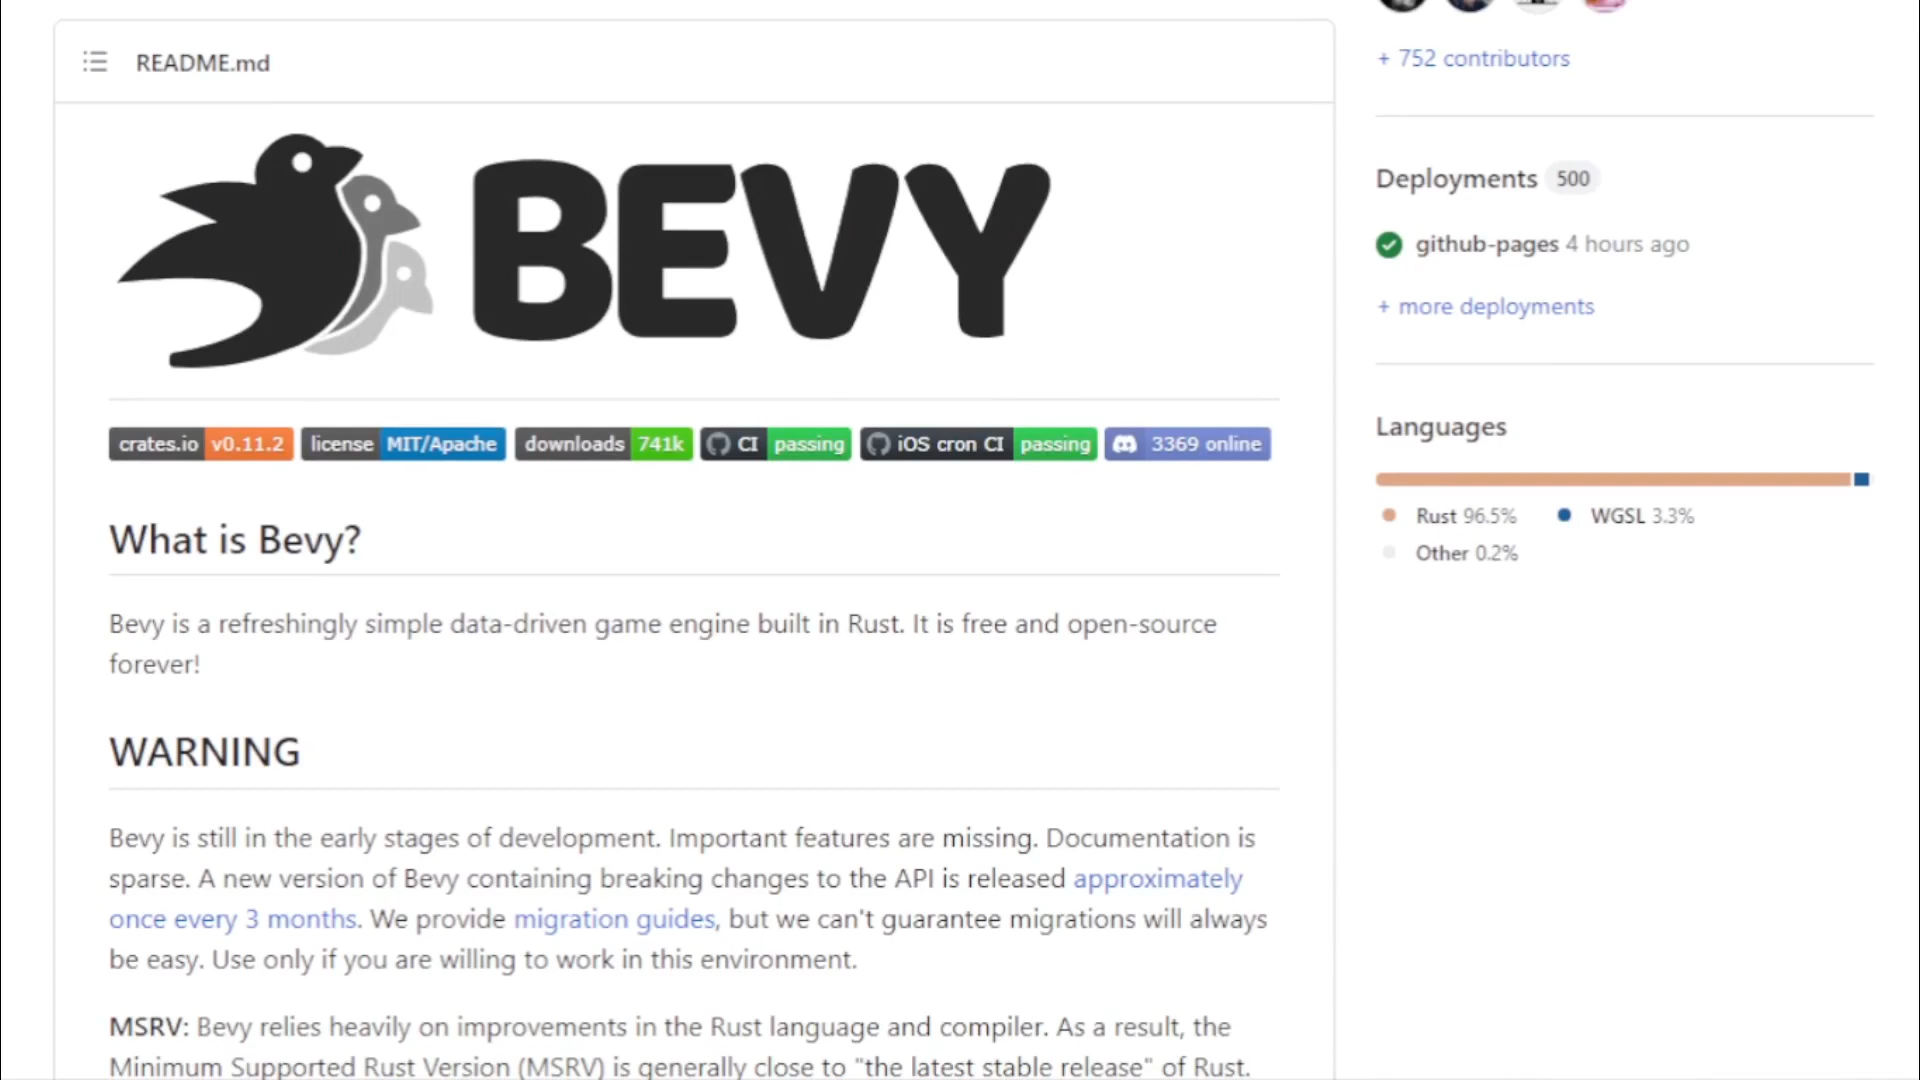 README.md
BEVY
crates.io v0.11.2 license MIT/Apache downloads 741k CI passing iOS cron CI passing 3369 online
What is Bevy?
Bevy is a refreshingly simple data-driven game engine built in Rust. It is free and open-source
forever!
WARNING
Bevy is still in the early stages of development. Important features are missing. Documentation is
sparse. A new version of Bevy containing breaking changes to the API is released approximately
once every 3 months. We provide migration guides, but we can't guarantee migrations will always
be easy. Use only if you are willing to work in this environment.
MSRV: Bevy relies heavily on improvements in the Rust language and compiler. As a result, the
Minimum Supported Rust Version (MSRV) is generally close to "the latest stable release" of Rust.
+ 752 contributors
Deployments 500
github-pages 4 hours ago
+ more deployments
Languages
Rust 96.5% WGSL 3.3%
Other 0.2%